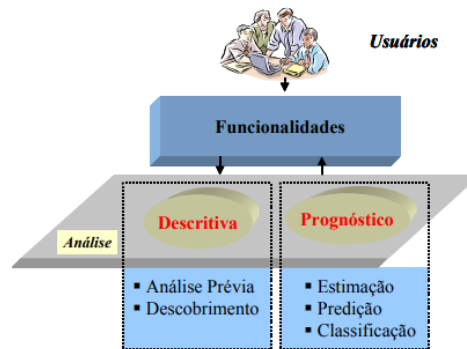 Usuários
Funcionalidades
Descritiva
Prognóstico
Análise
▪ Análise Prévia
▪ Descobrimento
▪ Estimação
▪ Predição
▪ Classificação